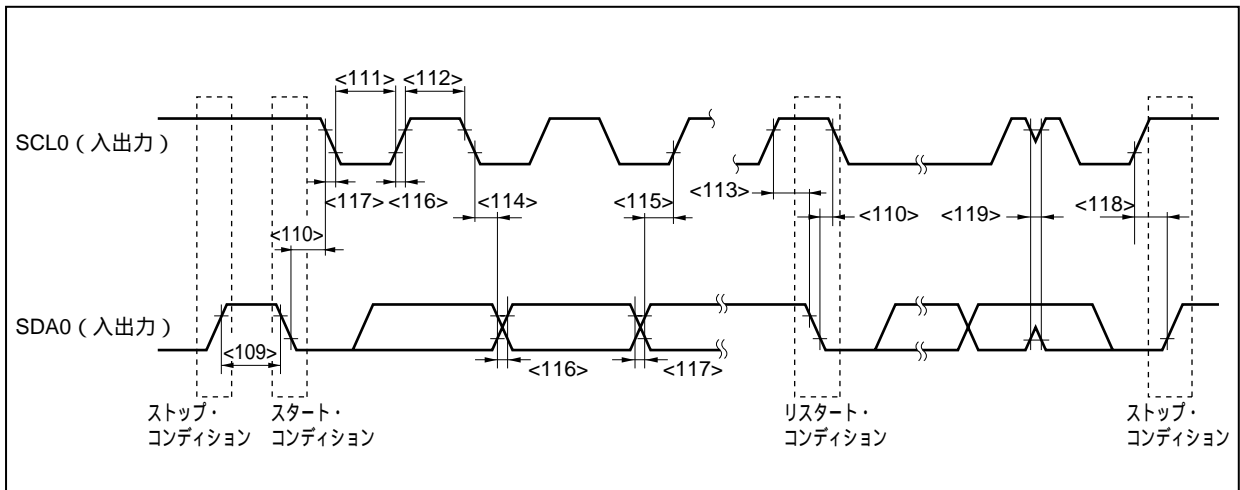 <111> <112>
SCL0（入出力）
<117> <116> <114> <115> <113> <110> <119> <118>
<110>
SDA0（入出力）
<109> <116> <117>
ストップ・
コンディション
スタート・
コンディション
リスタート・
コンディション
ストップ・
コンディション